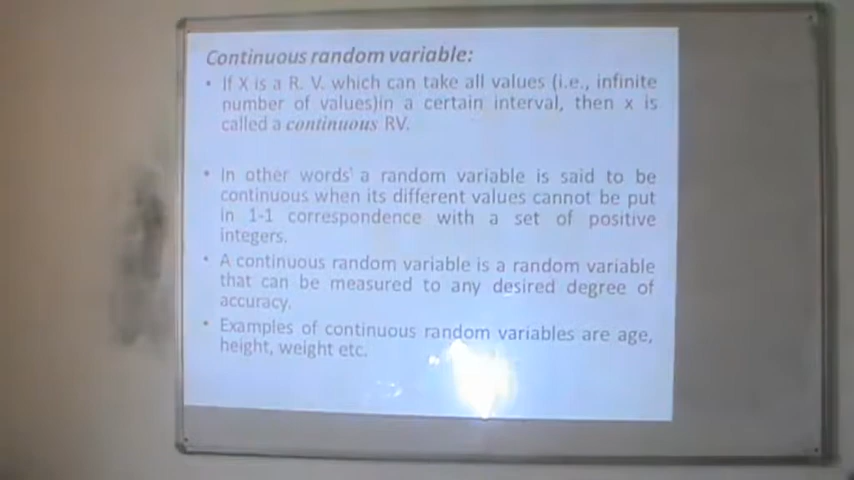 Continuous random variable:
• If X is a R. V. which can take all values (i.e., infinite
number of values)in a certain interval, then x is
called a continuous RV.
• In other words' a random variable is said to be
continuous when its different values cannot be put
in 1-1 correspondence with a set of positive
integers.
• A continuous random variable is a random variable
that can be measured to any desired degree of
accuracy.
• Examples of continuous random variables are age,
height, weight etc.